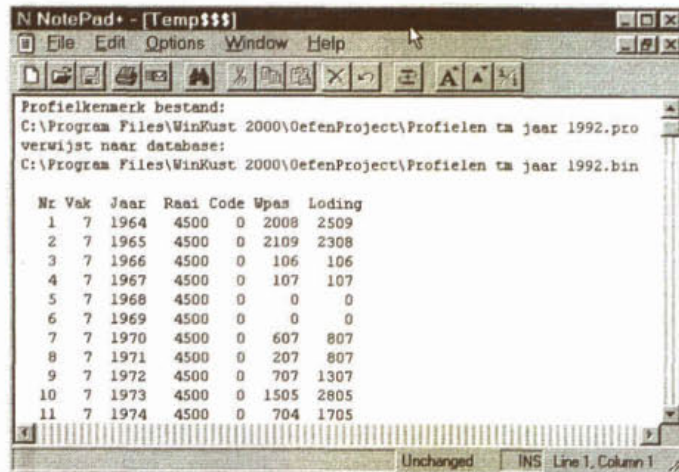 N NotePad+ - [Temp$$$]
File Edit Options Window Help
Profielkenmerk bestand:
C:\Program Files\WinKust 2000\OefenProject\Profielen tm jaar 1992.pro
verwijst naar database:
C:\Program Files\WinKust 2000\OefenProject\Profielen tm jaar 1992.bin
Nr Vak Jaar Raai Code Wpas Loding
1 7 1964 4500 0 2008 2509
2 7 1965 4500 0 2109 2308
3 7 1966 4500 0 106 106
4 7 1967 4500 0 107 107
5 7 1968 4500 0 0 0
6 7 1969 4500 0 0 0
7 7 1970 4500 0 607 807
8 7 1971 4500 0 207 807
9 7 1972 4500 0 707 1307
10 7 1973 4500 0 1505 2805
11 7 1974 4500 0 704 1705
Unchanged INS Line 1, Column 1